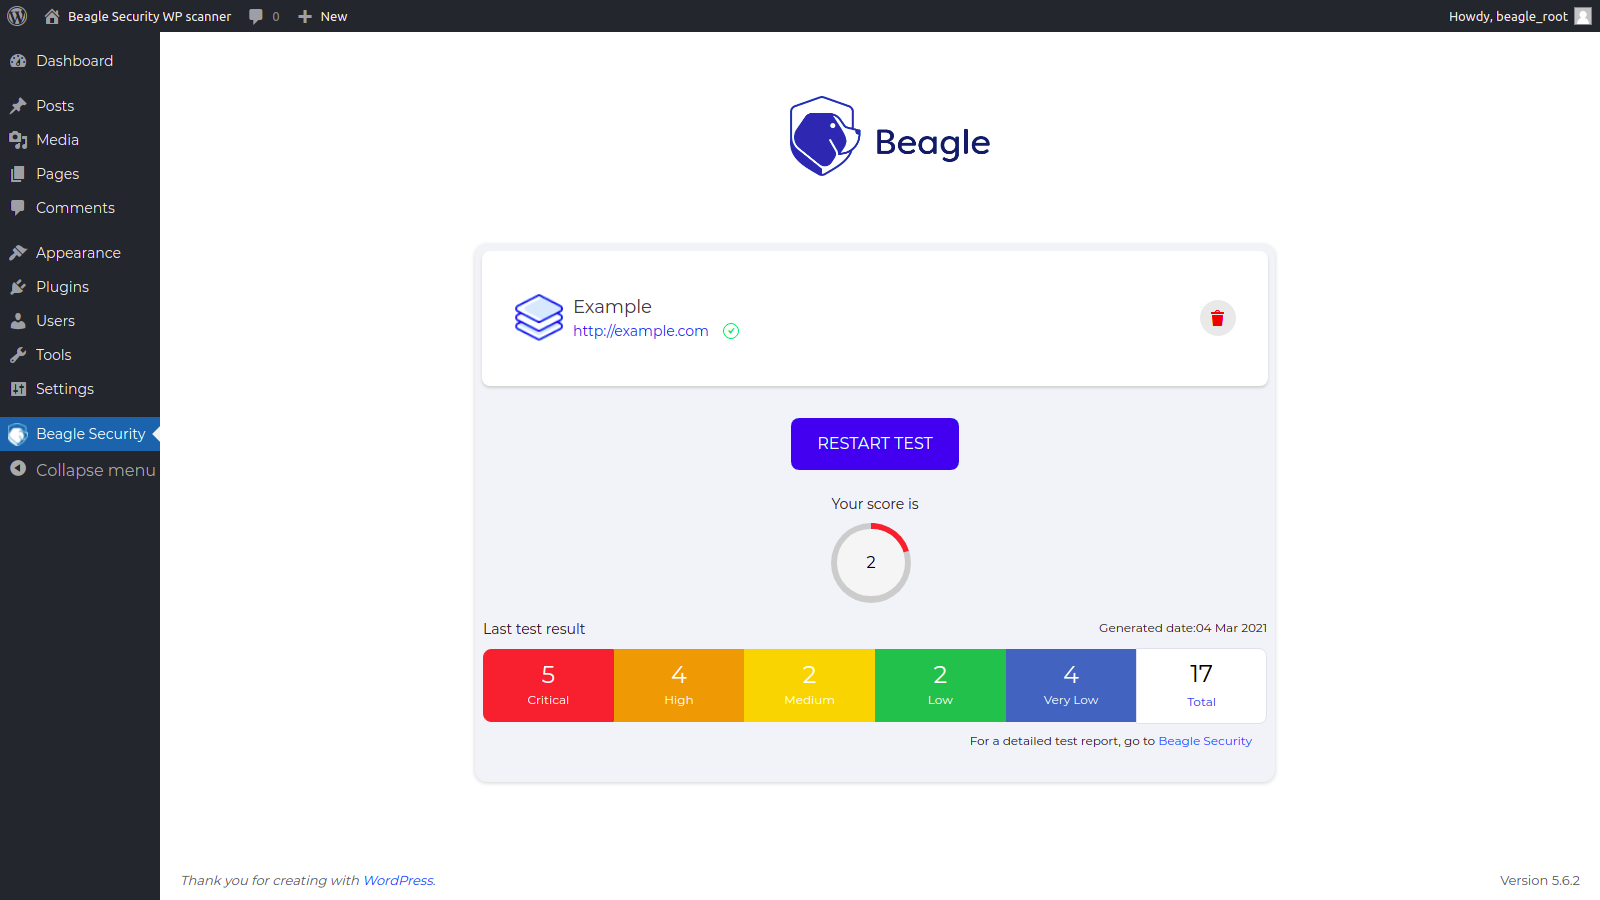 Beagle Security WP scanner 0 New Howdy, beagle_root
Dashboard
Posts
Media
Pages
Comments
Appearance
Plugins
Users
Tools
Settings
Beagle Security
Collapse menu
Beagle
Example
http://example.com
RESTART TEST
Your score is
2
Last test result Generated date:04 Mar 2021
5 4 2 2 4 17
Critical High Medium Low Very Low Total
For a detailed test report, go to Beagle Security
Thank you for creating with WordPress. Version 5.6.2